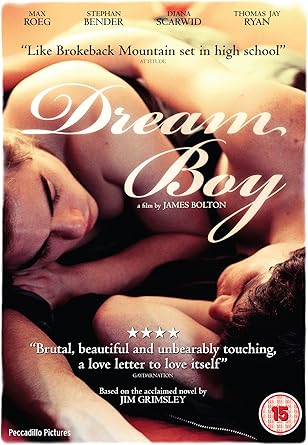 MAX ROEG
STEPHAN BENDER
DIANA SCARWID
THOMAS JAY RYAN
"Like Brokeback Mountain set in high school"
ATTITUDE
Dream
Boy
a film by JAMES BOLTON
★★★★
"Brutal, beautiful and unbearably touching,
a love letter to love itself"
GAYDARNATION
Based on the acclaimed novel by
JIM GRIMSLEY
Peccadillo Pictures
15